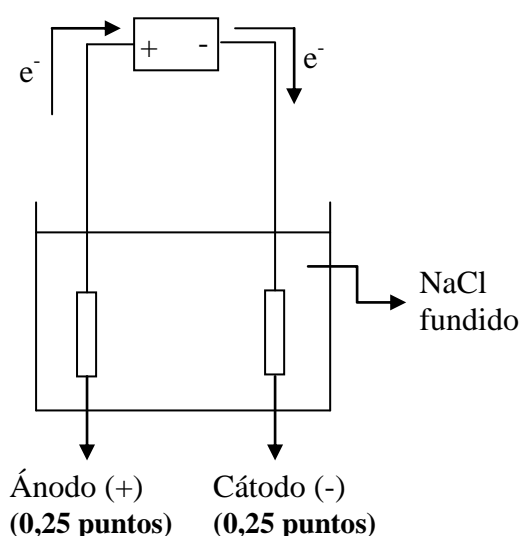 + -
e-
e-
NaCl
fundido
Ánodo (+)
(0,25 puntos)
Cátodo (-)
(0,25 puntos)